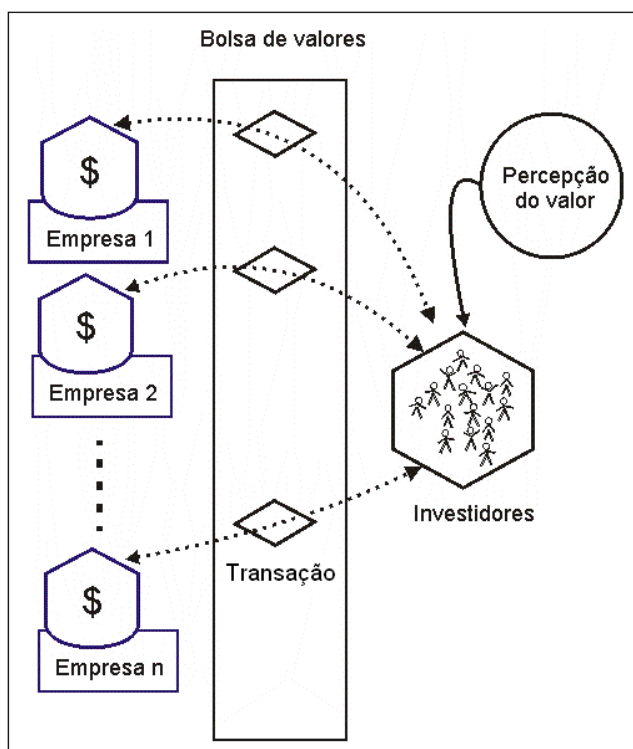 Bolsa de valores
$
Empresa 1
Percepção
do valor
$
Empresa 2
Investidores
Transação
$
Empresa n